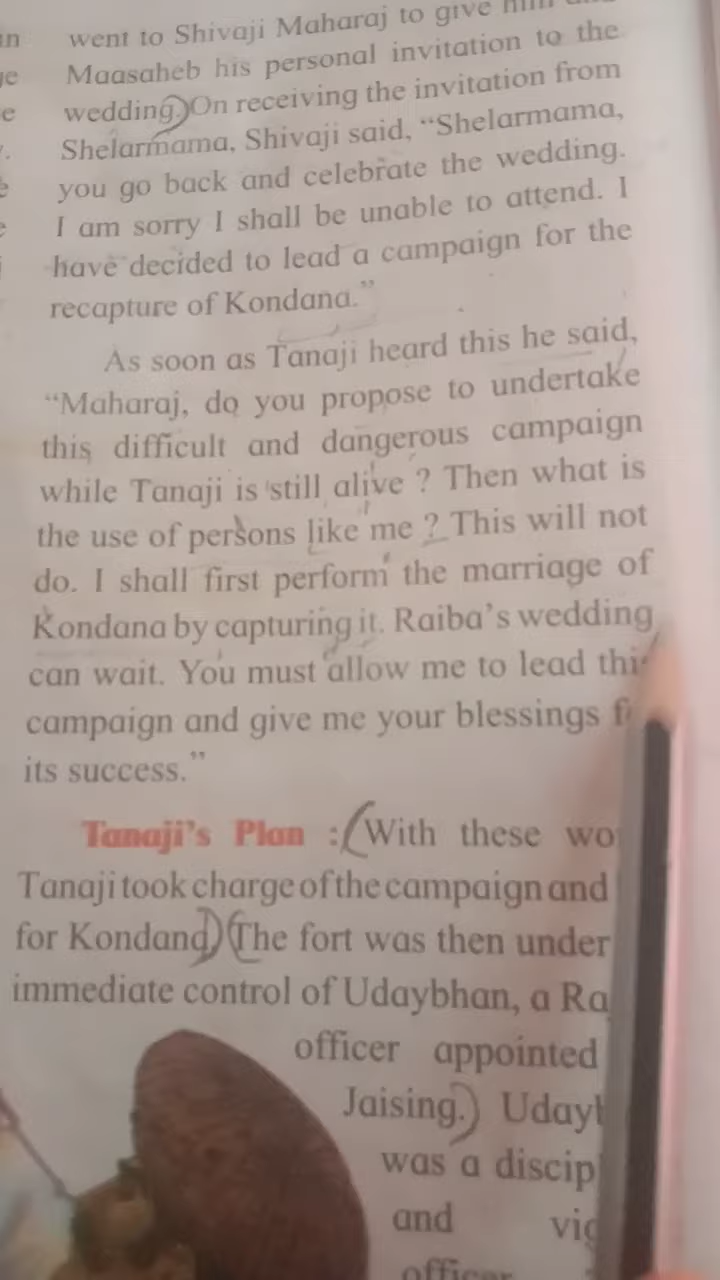 went to Shivaji Maharaj to give
Maasaheb his personal invitation to the
wedding. On receiving the invitation from
Shelarmama, Shivaji said, “Shelarmama,
you go back and celebrate the wedding.
I am sorry I shall be unable to attend. I
have decided to lead a campaign for the
recapture of Kondana.”
As soon as Tanaji heard this he said,
“Maharaj, do you propose to undertake
this difficult and dangerous campaign
while Tanaji is still alive ? Then what is
the use of persons like me ? This will not
do. I shall first perform the marriage of
Kondana by capturing it. Raiba’s wedding
can wait. You must allow me to lead
campaign and give me your blessings
its success.”
Tanaji’s Plan : With these
Tanaji took charge of the campaign and
for Kondana. The fort was then under
immediate control of Udaybhan, a
officer appointed
Jaising.
was a
and
officer